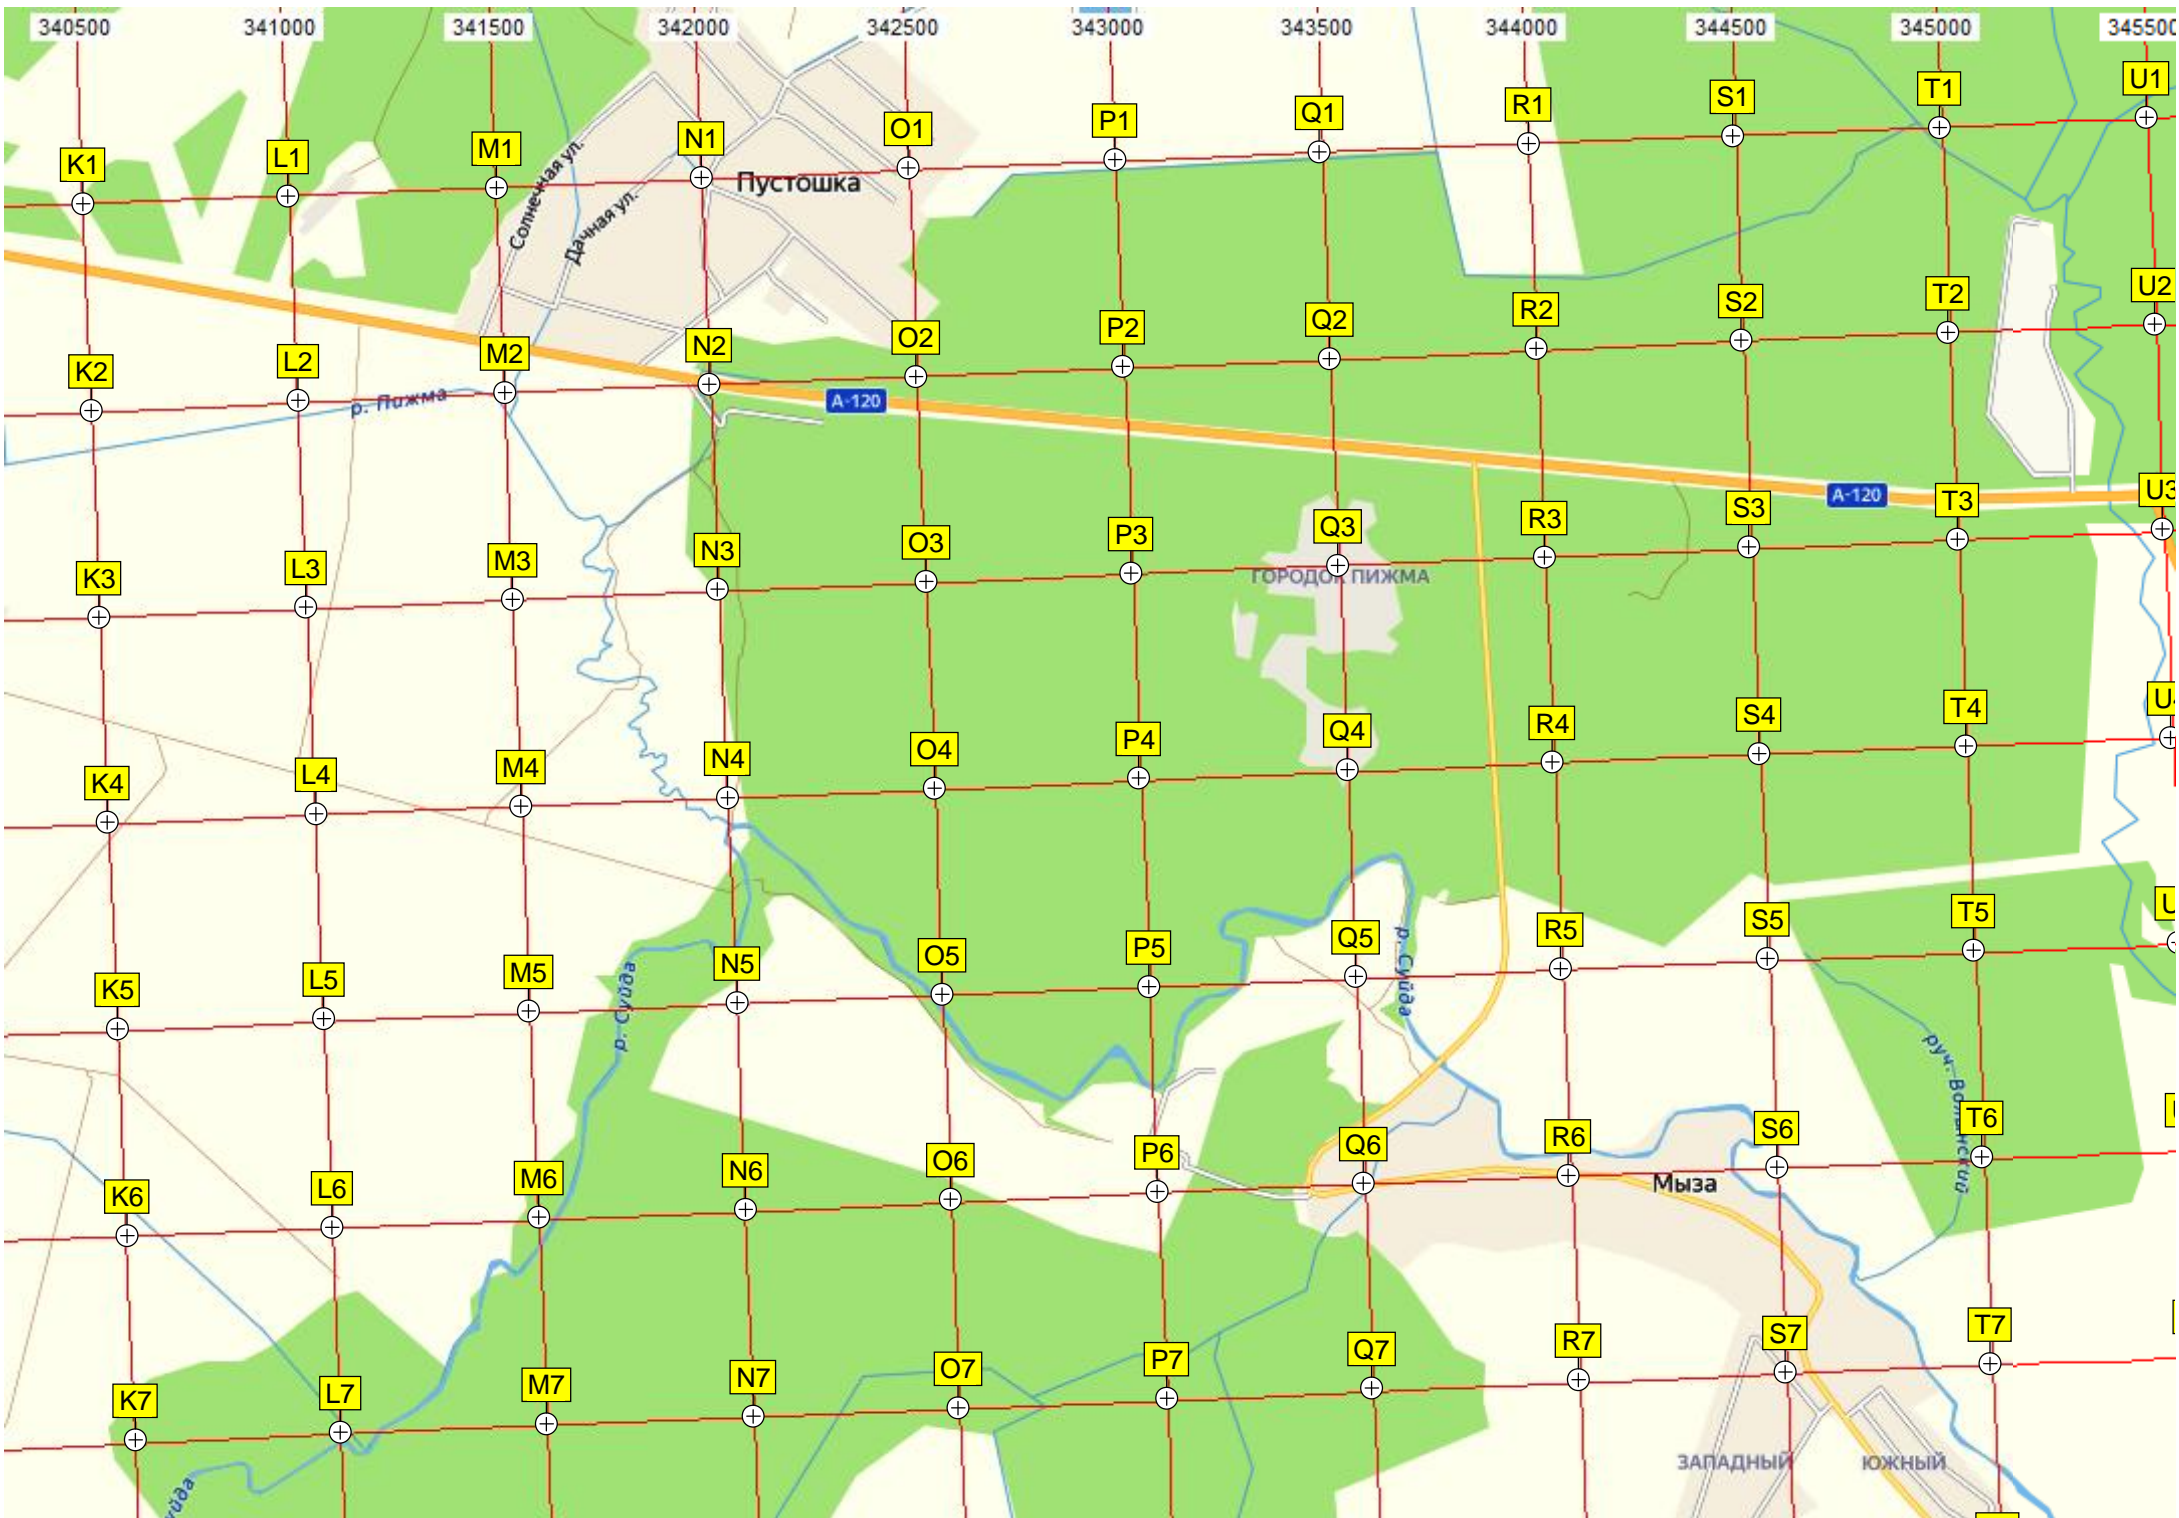 340500 341000 341500 342000 342500 343000 343500 344000 344500 345000 345500
K1 L1 M1 N1 O1 P1 Q1 R1 S1 T1 U1
Пустошка
Солнечная ул.
Дачная ул.
K2 L2 M2 N2 O2 P2 Q2 R2 S2 T2 U2
р. Пижма
А-120
А-120
K3 L3 M3 N3 O3 P3 Q3 R3 S3 T3 U3
ГОРОДОК ПИЖМА
K4 L4 M4 N4 O4 P4 Q4 R4 S4 T4
K5 L5 M5 N5 O5 P5 Q5 R5 S5 T5
р. Суйда
р. Суйда
руч. Вольнский
K6 L6 M6 N6 O6 P6 Q6 R6 S6 T6
Мыза
K7 L7 M7 N7 O7 P7 Q7 R7 S7 T7
ЗАПАДНЫЙ
ЮЖНЫЙ